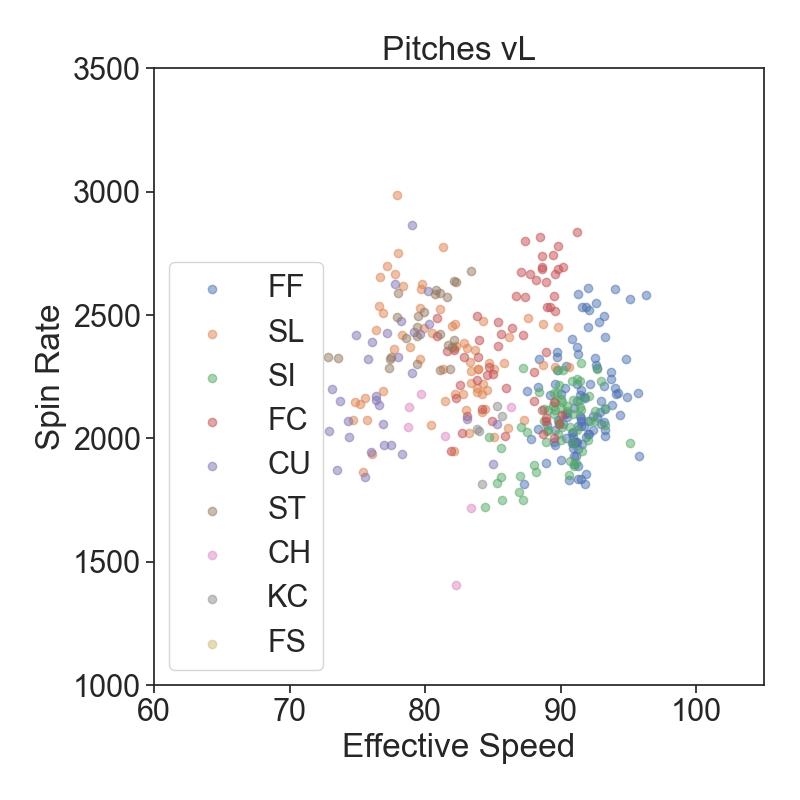 Pitches vL
3500
3000
2500
2000
1500
1000
Spin Rate
FF
SL
SI
FC
CU
ST
CH
KC
FS
60 70 80 90 100
Effective Speed